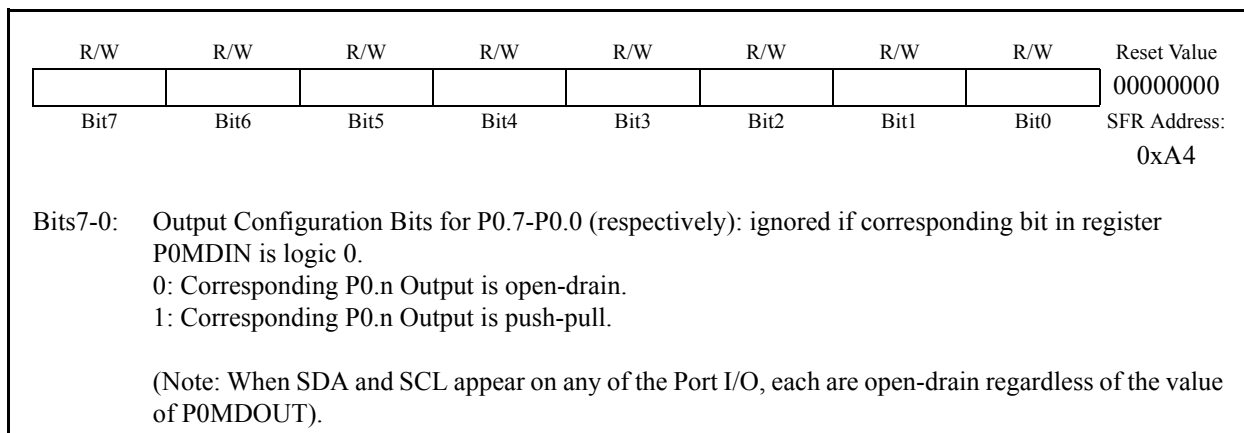 R/W R/W R/W R/W R/W R/W R/W R/W Reset Value
00000000
Bit7 Bit6 Bit5 Bit4 Bit3 Bit2 Bit1 Bit0 SFR Address:
0xA4
Bits7-0: Output Configuration Bits for P0.7-P0.0 (respectively): ignored if corresponding bit in register
P0MDIN is logic 0.
0: Corresponding P0.n Output is open-drain.
1: Corresponding P0.n Output is push-pull.
(Note: When SDA and SCL appear on any of the Port I/O, each are open-drain regardless of the value
of P0MDOUT).